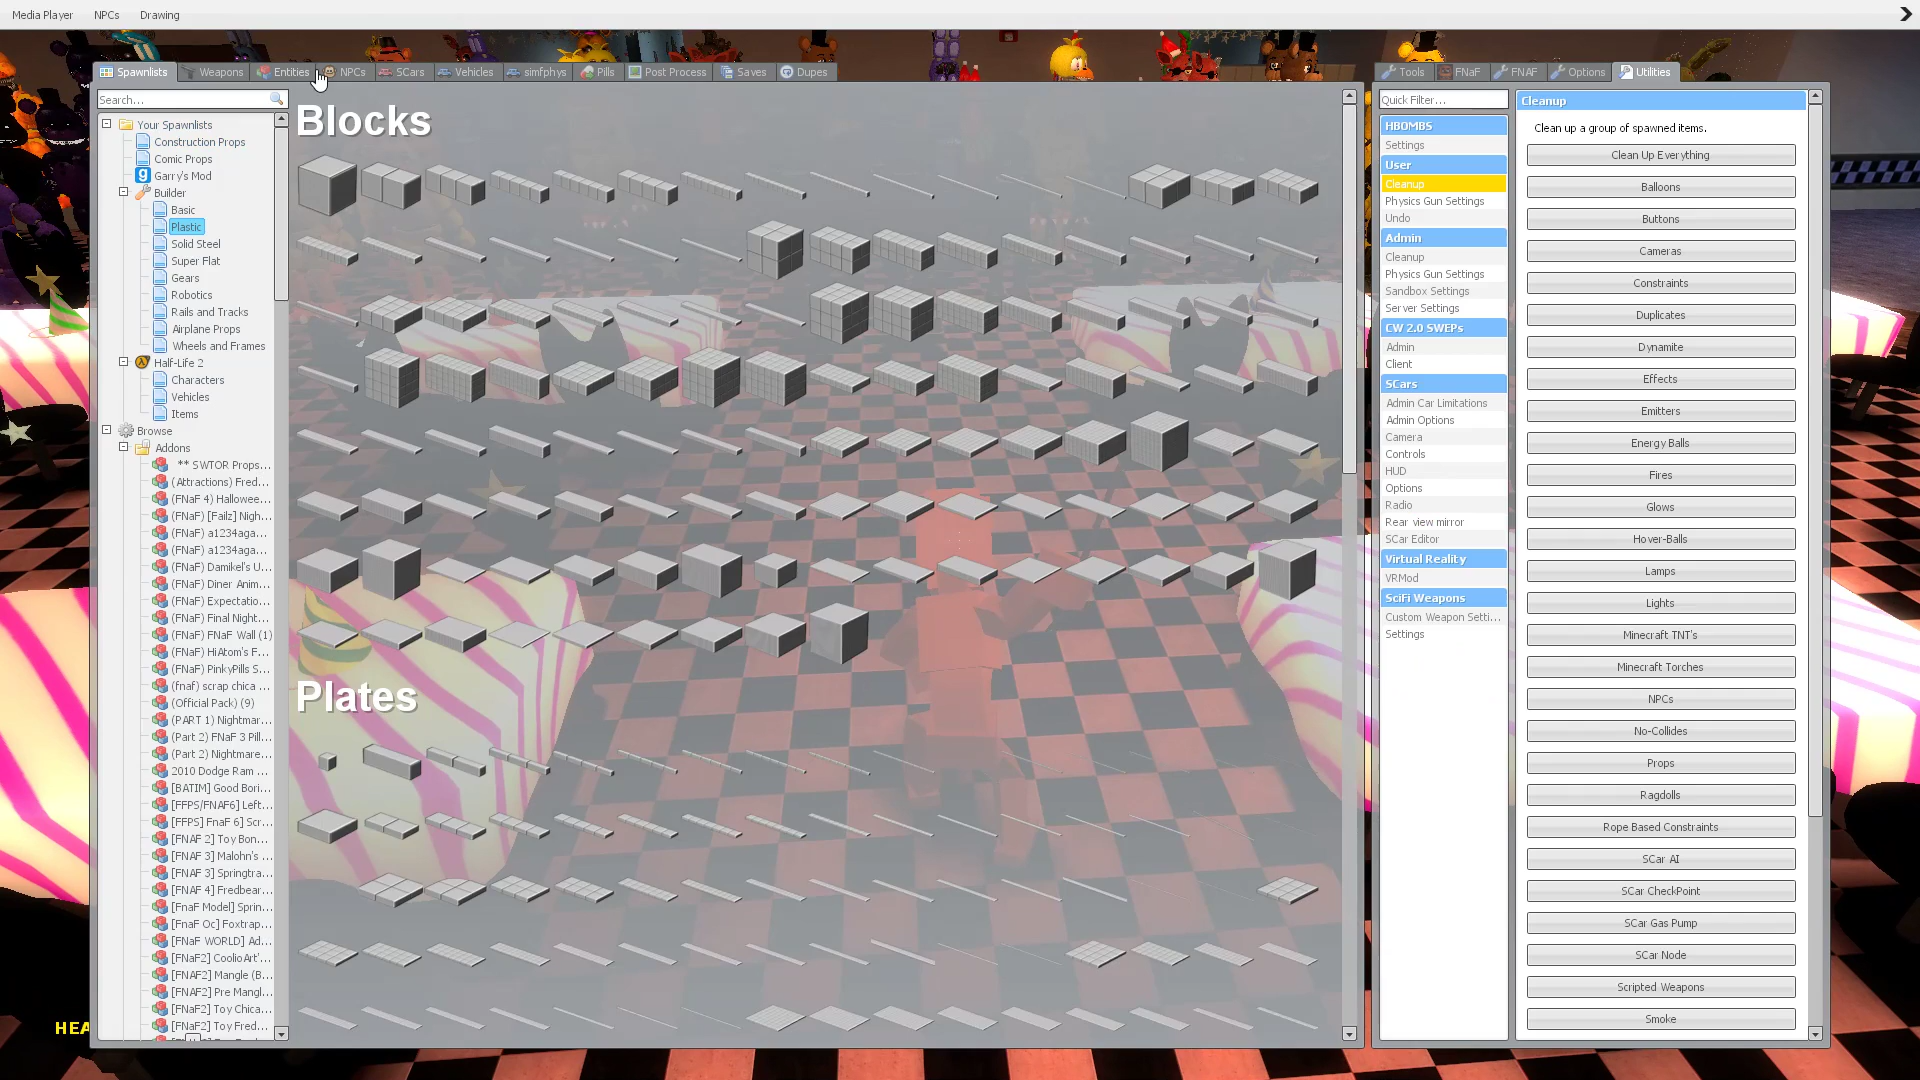 Media Player NPCs Drawing
Spawnlists Weapons Entities NPCs SCars Vehicles simfphys Pills Post Process Saves Dupes
Tools FNaF FNAF Options Utilities
Search...
Your Spawnlists
Construction Props
Comic Props
Garry's Mod
Builder
Basic
Plastic
Solid Steel
Super Flat
Gears
Robotics
Rails and Tracks
Airplane Props
Wheels and Frames
Half-Life 2
Characters
Vehicles
Items
Browse
Addons
** SWTOR Props...
(Attractions) Fred...
(FNaF 4) Hallowee...
(FNaF) [Failz] Nigh...
(FNaF) a1234aga...
(FNaF) a1234aga...
(FNaF) Damikel's U...
(FNaF) Diner Anim...
(FNaF) Expectatio...
(FNaF) Final Night...
(FNaF) FNaF Wall (1)
(FNaF) HiAtom's F...
(FNaF) PinkyPills S...
(fnaf) scrap chica ...
(Official Pack) (9)
(PART 1) Nightmar...
(Part 2) FNaF 3 Pill...
(Part 2) Nightmare...
2010 Dodge Ram ...
[BATIM] Good Bori...
[FFPS/FNAF6] Left...
[FFPS] FnaF 6] Scr...
[FNAF 2] Toy Bon...
[FNAF 3] Malohn's ...
[FNAF 3] Springtra...
[FNAF 4] Fredbear...
[FnaF Model] Sprin...
[FnaF Oc] Foxtrap...
[FNaF WORLD] Ad...
[FNaF2] CoolioArt'...
[FNAF2] Mangle (B...
[FNAF2] Pre Mangl...
[FNaF2] Toy Chica...
[FNaF2] Toy Fred...
HEA
Blocks
Plates
Quick Filter...
HBOMBS
Settings
User
Cleanup
Physics Gun Settings
Undo
Admin
Cleanup
Physics Gun Settings
Sandbox Settings
Server Settings
CW 2.0 SWEPs
Admin
Client
SCars
Admin Car Limitations
Admin Options
Camera
Controls
HUD
Options
Radio
Rear view mirror
SCar Editor
Virtual Reality
VRMod
SciFi Weapons
Custom Weapon Setti...
Settings
Cleanup
Clean up a group of spawned items.
Clean Up Everything
Balloons
Buttons
Cameras
Constraints
Duplicates
Dynamite
Effects
Emitters
Energy Balls
Fires
Glows
Hover-Balls
Lamps
Lights
Minecraft TNT's
Minecraft Torches
NPCs
No-Collides
Props
Ragdolls
Rope Based Constraints
SCar AI
SCar CheckPoint
SCar Gas Pump
SCar Node
Scripted Weapons
Smoke